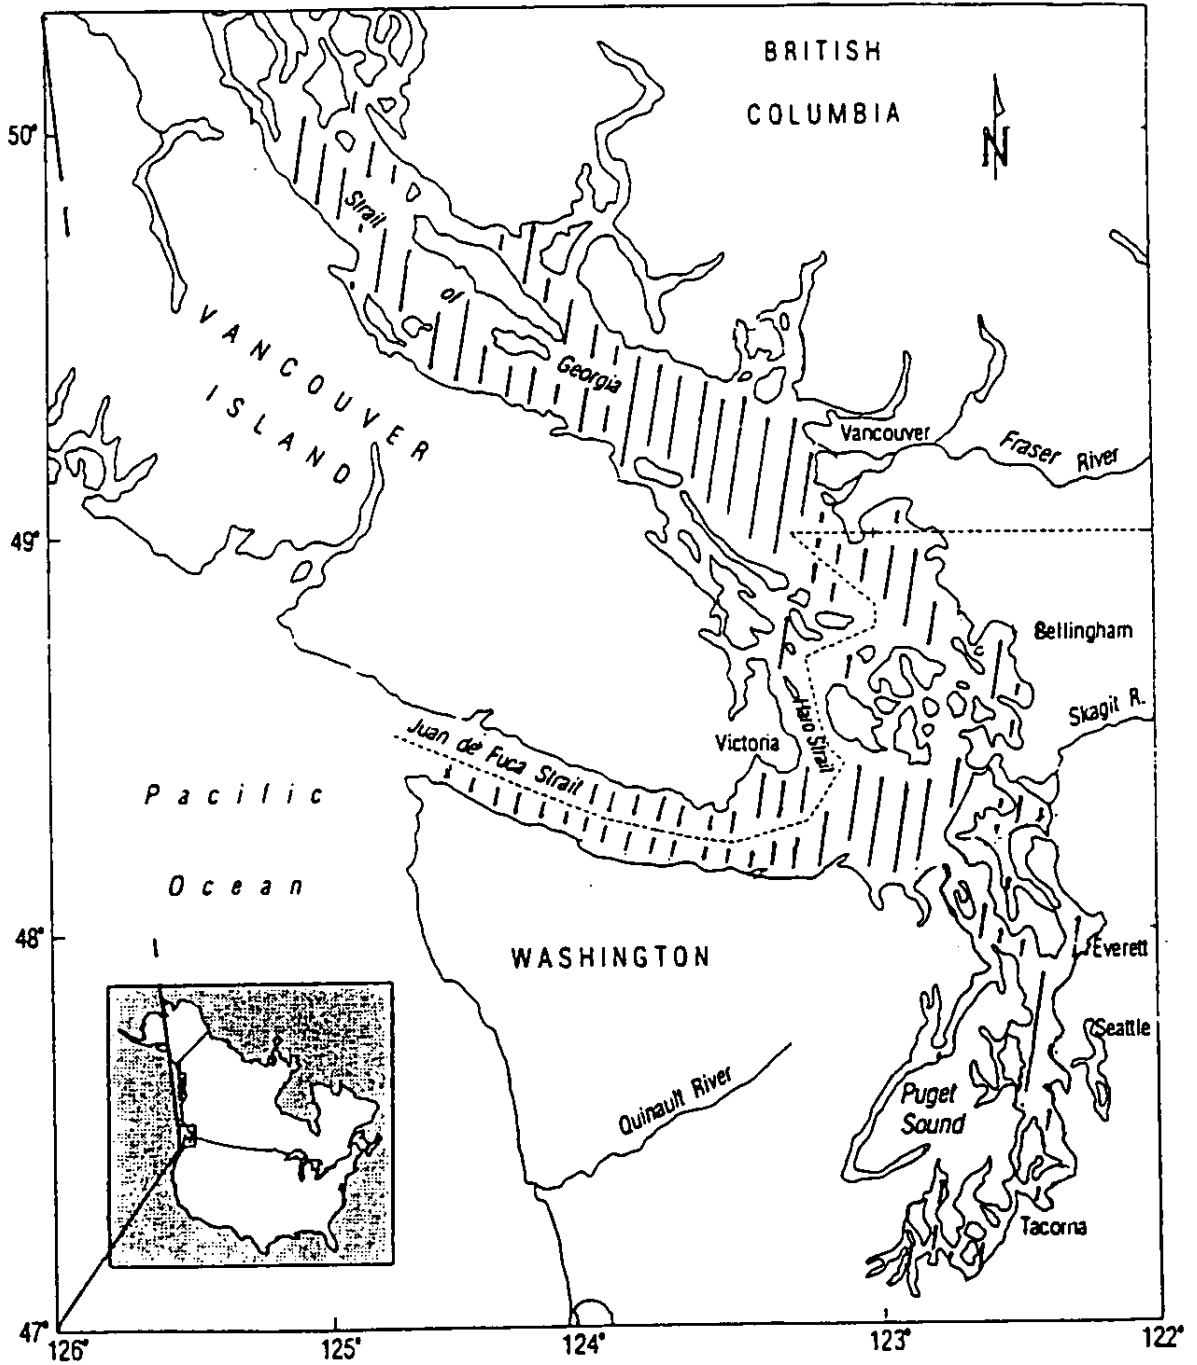 BRITISH
COLUMBIA
N
50°
Strait
of
Georgia
VANCOUVER
ISLAND
Vancouver
Fraser River
49°
Bellingham
Skagit R.
Haro Strait
Victoria
Juan de Fuca Strait
Pacific
Ocean
48°
WASHINGTON
Everett
Seattle
Quinault River
Puget
Sound
Tacorna
47°
126°
125°
124°
123°
122°